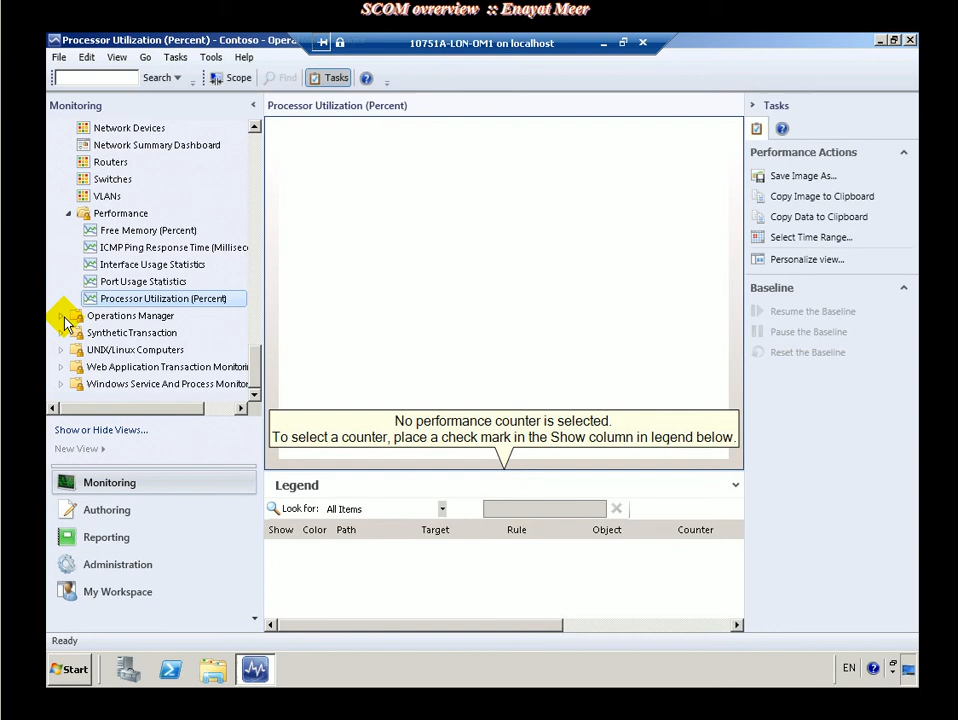 SCOM ovrerview :: Enayat Meer
Processor Utilization (Percent) - Contoso - Opera
10751A-LON-OM1 on localhost
File Edit View Go Tasks Tools Help
Search Scope Find Tasks
Monitoring
Network Devices
Network Summary Dashboard
Routers
Switches
VLANs
Performance
Free Memory (Percent)
ICMP Ping Response Time (Millisec
Interface Usage Statistics
Port Usage Statistics
Processor Utilization (Percent)
Operations Manager
Synthetic Transaction
UNIX/Linux Computers
Web Application Transaction Monitorin
Windows Service And Process Monitor
Show or Hide Views...
New View
Monitoring
Authoring
Reporting
Administration
My Workspace
Processor Utilization (Percent)
No performance counter is selected.
To select a counter, place a check mark in the Show column in legend below.
Legend
Look for: All Items
Show Color Path Target Rule Object Counter
Tasks
Performance Actions
Save Image As...
Copy Image to Clipboard
Copy Data to Clipboard
Select Time Range...
Personalize view...
Baseline
Resume the Baseline
Pause the Baseline
Reset the Baseline
Ready
Start
EN